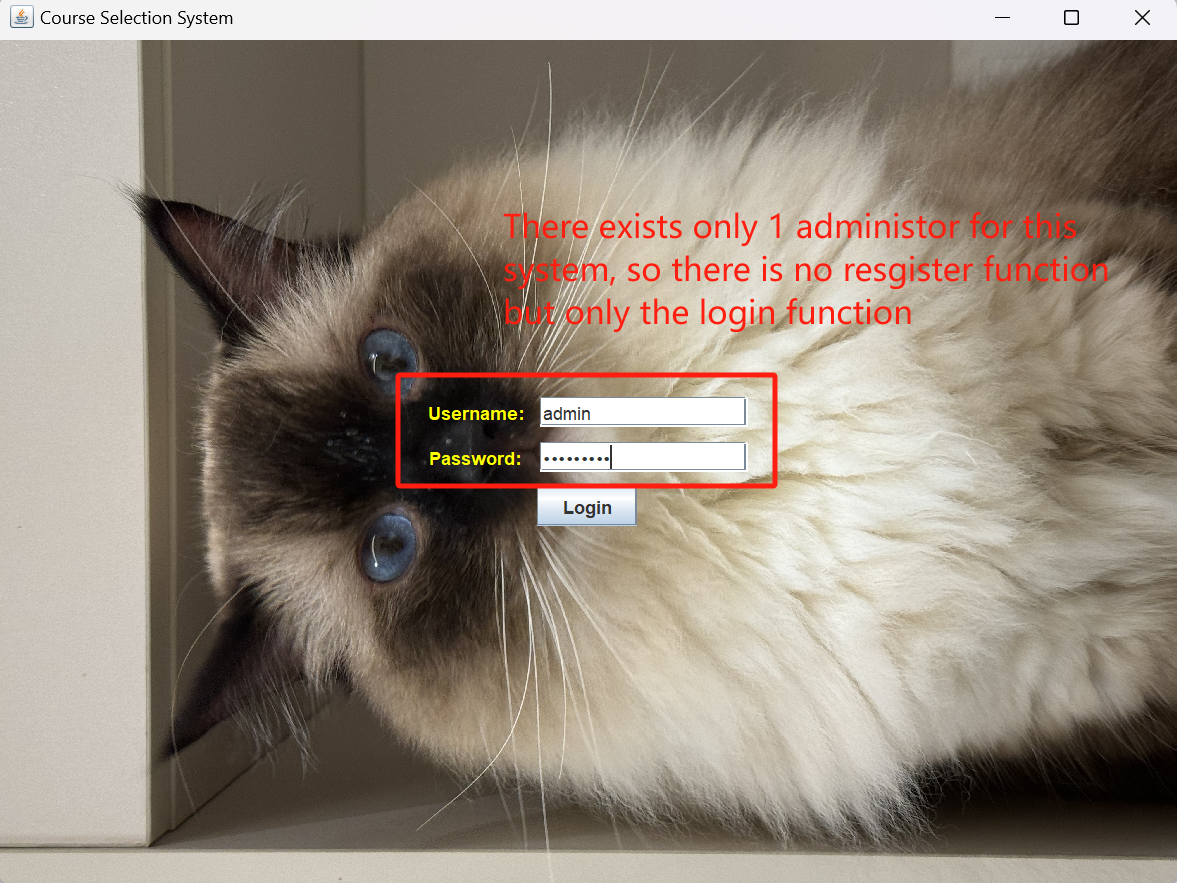 Course Selection System
There exists only 1 administor for this
system, so there is no resgister function
but only the login function
Username: admin
Password: •••••••••
Login